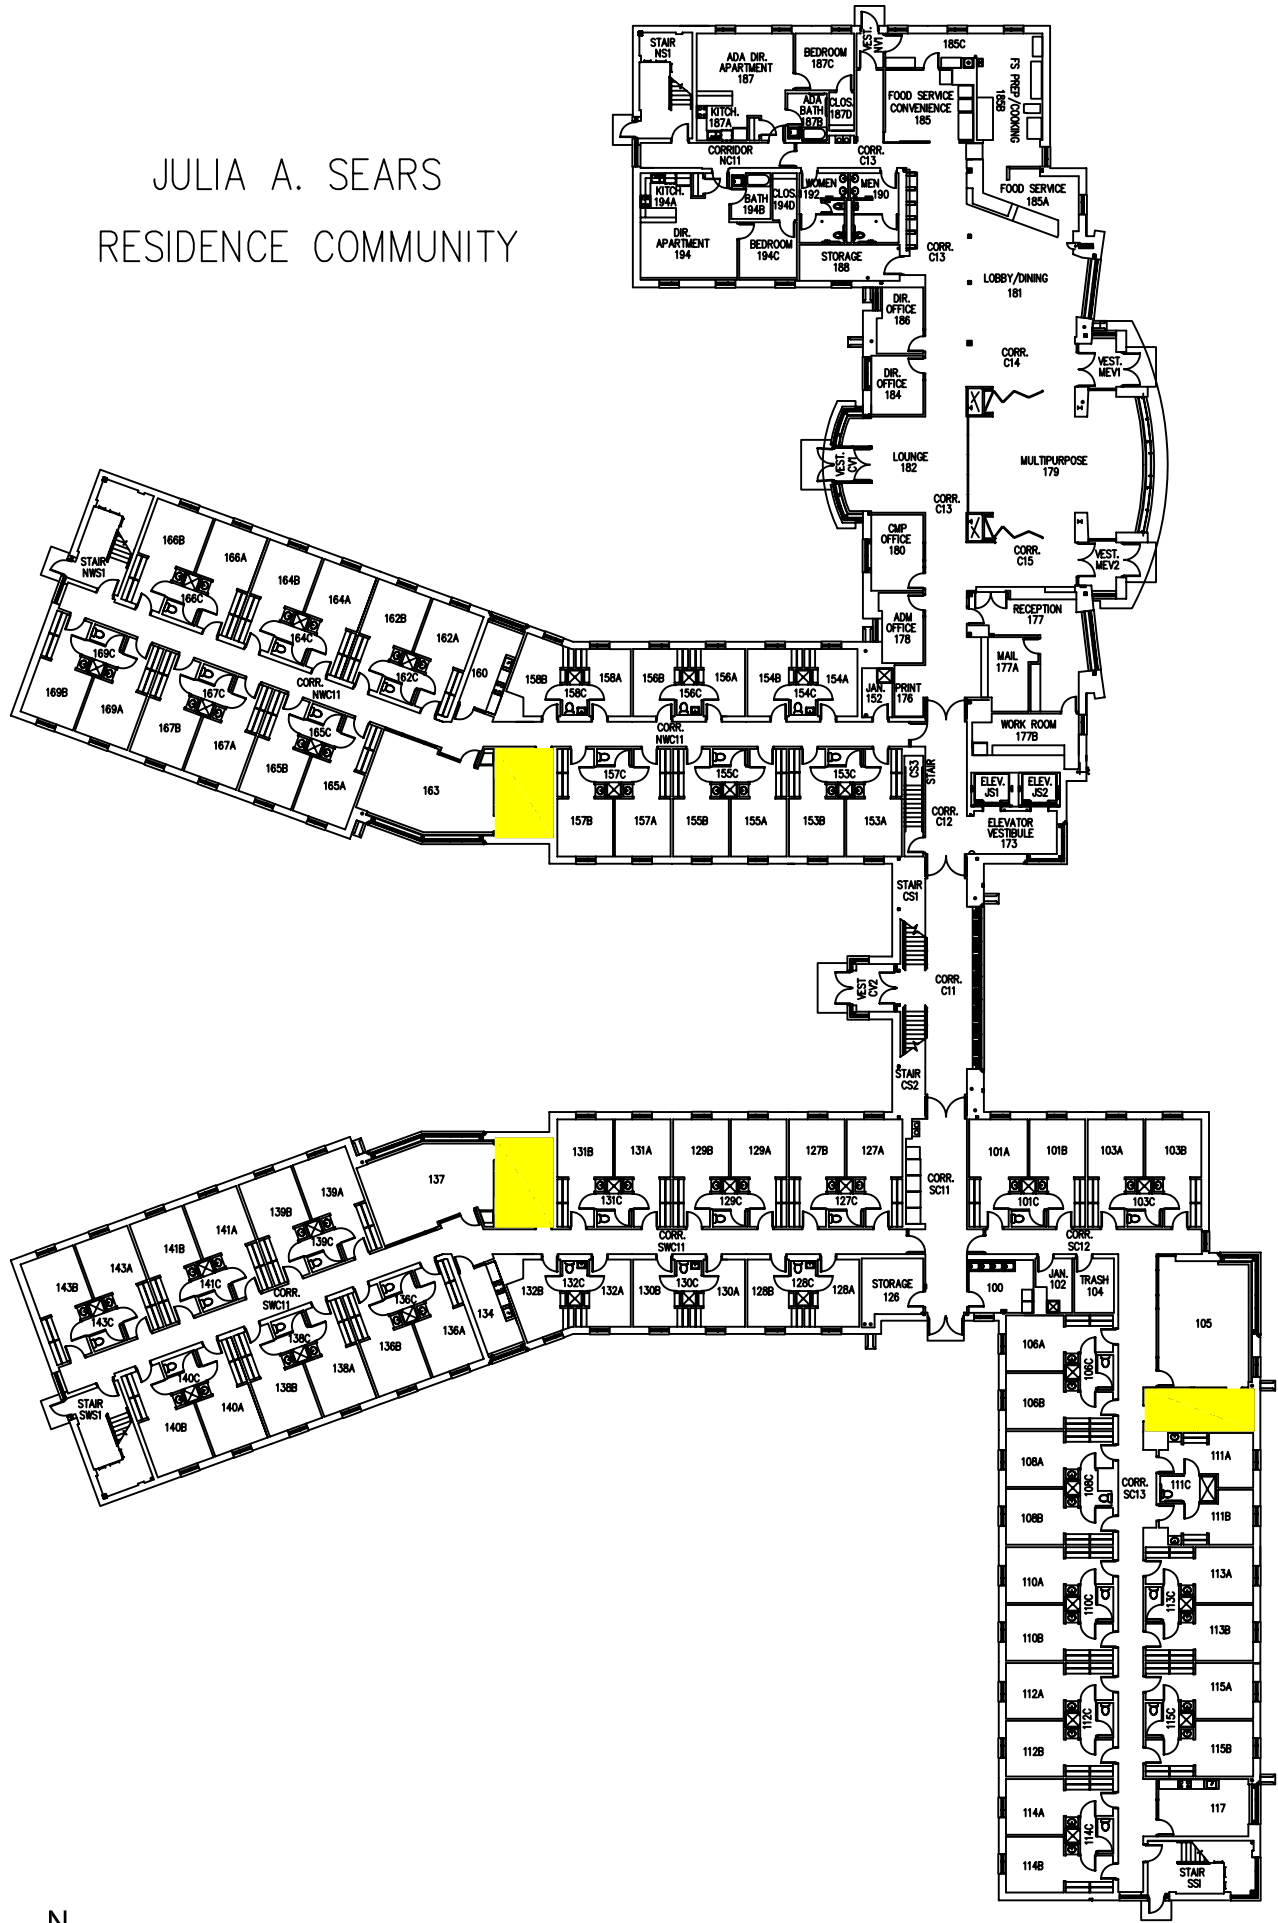 JULIA A. SEARS
RESIDENCE COMMUNITY
STAIR
NS1
ADA DIR.
APARTMENT
187
BEDROOM
187C
VEST.
NV1
185C
FS PREP/COOKING
185B
KITCH.
187A
ADA
BATH
187B
CLOS.
187D
FOOD SERVICE
CONVENIENCE
185
CORRIDOR
NC11
CORR.
C13
KITCH.
194A
BATH
194B
CLOS.
194D
WOMEN
192
MEN
190
FOOD SERVICE
185A
DIR.
APARTMENT
194
BEDROOM
194C
STORAGE
188
CORR.
C13
LOBBY/DINING
181
DIR.
OFFICE
186
CORR.
C14
VEST.
MEV1
DIR.
OFFICE
184
VEST.
CV1
LOUNGE
182
MULTIPURPOSE
179
CORR.
C13
CMP
OFFICE
180
CORR.
C15
VEST.
MEV2
ADM
OFFICE
178
RECEPTION
177
MAIL
177A
JAN.
152
PRINT
176
WORK ROOM
177B
STAIR
NWS1
166B
166A
166C
164B
164A
164C
162B
162A
162C
160
158B
158C
158A
156B
156C
156A
154B
154C
154A
169C
169B
169A
167C
167B
167A
CORR.
NWC11
165C
165B
165A
163
CORR.
NWC11
157C
157B
157A
155C
155B
155A
153C
153B
153A
STAIR
CS3
CORR.
C12
ELEV.
JS1
ELEV.
JS2
ELEVATOR
VESTIBULE
173
STAIR
CS1
VEST
CV2
CORR.
C11
STAIR
CS2
131B
131A
131C
129B
129A
129C
127B
127A
127C
CORR.
SC11
101A
101B
101C
103A
103B
103C
137
139A
139B
139C
141A
141B
141C
143A
143B
143C
CORR.
SWC11
CORR.
SWC11
CORR.
SC12
132B
132C
132A
130B
130C
130A
128B
128C
128A
STORAGE
126
100
JAN.
102
TRASH
104
134
136C
136A
136B
138C
138A
138B
140C
140A
140B
STAIR
SWS1
105
106A
106C
106B
108A
108C
108B
CORR.
SC13
111A
111C
111B
110A
110C
110B
113A
113C
113B
112A
112C
112B
115A
115C
115B
114A
114C
114B
117
STAIR
SS1
N